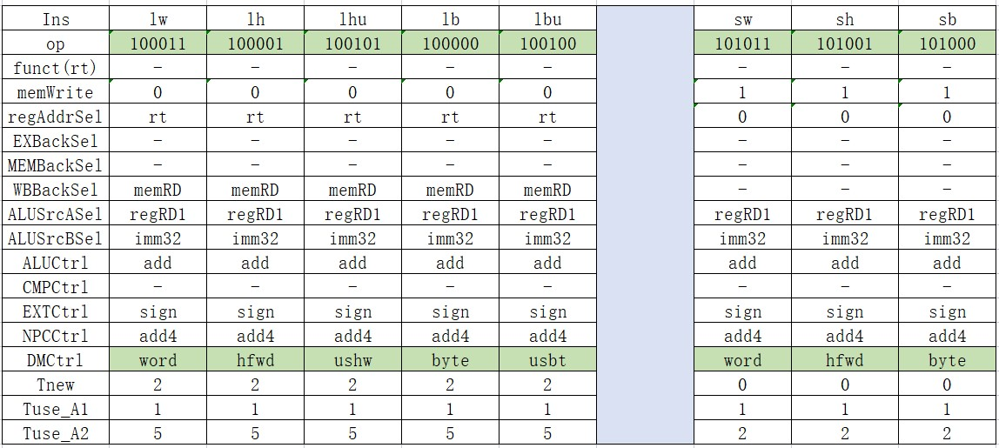 Ins lw lh lhu lb lbu sw sh sb
op 100011 100001 100101 100000 100100 101011 101001 101000
funct(rt) - - - - - - - -
memWrite 0 0 0 0 0 1 1 1
regAddrSel rt rt rt rt rt 0 0 0
EXBackSel - - - - - - - -
MEMBackSel - - - - - - - -
WBBackSel memRD memRD memRD memRD memRD - - -
ALUSrcASel regRD1 regRD1 regRD1 regRD1 regRD1 regRD1 regRD1 regRD1
ALUSrcBSel imm32 imm32 imm32 imm32 imm32 imm32 imm32 imm32
ALUCtrl add add add add add add add add
CMPCtrl - - - - - - - -
EXTCtrl sign sign sign sign sign sign sign sign
NPCCtrl add4 add4 add4 add4 add4 add4 add4 add4
DMCtrl word hfwd ushw byte usbt word hfwd byte
Tnew 2 2 2 2 2 0 0 0
Tuse_A1 1 1 1 1 1 1 1 1
Tuse_A2 5 5 5 5 5 2 2 2